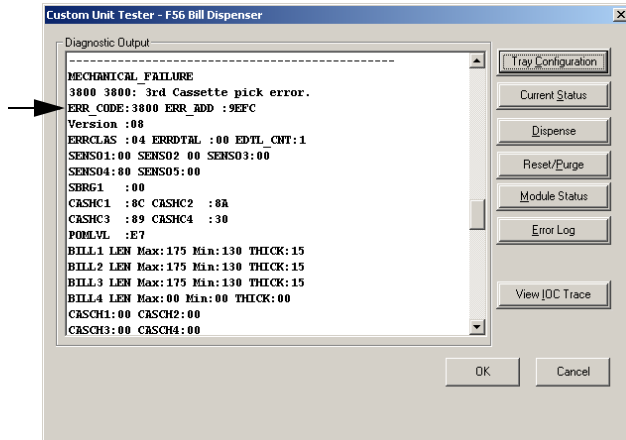 Custom Unit Tester - F56 Bill Dispenser
Diagnostic Output
------------------------------------------------------
MECHANICAL_FAILURE
3800 3800: 3rd Cassette pick error.
ERR_CODE:3800 ERR_ADD :9EFC
Version :08
ERRCLAS :04 ERRDTAL :00 EDTL_CNT:1
SENSO1:00 SENSO2 00 SENSO3:00
SENSO4:80 SENSO5:00
SBRG1 :00
CASHC1 :8C CASHC2 :8A
CASHC3 :89 CASHC4 :30
POMLVL :E7
BILL1 LEN Max:175 Min:130 THICK:15
BILL2 LEN Max:175 Min:130 THICK:15
BILL3 LEN Max:175 Min:130 THICK:15
BILL4 LEN Max:00 Min:00 THICK:00
CASCH1:00 CASCH2:00
CASCH3:00 CASCH4:00
Tray Configuration
Current Status
Dispense
Reset/Purge
Module Status
Error Log
View IOC Trace
OK
Cancel